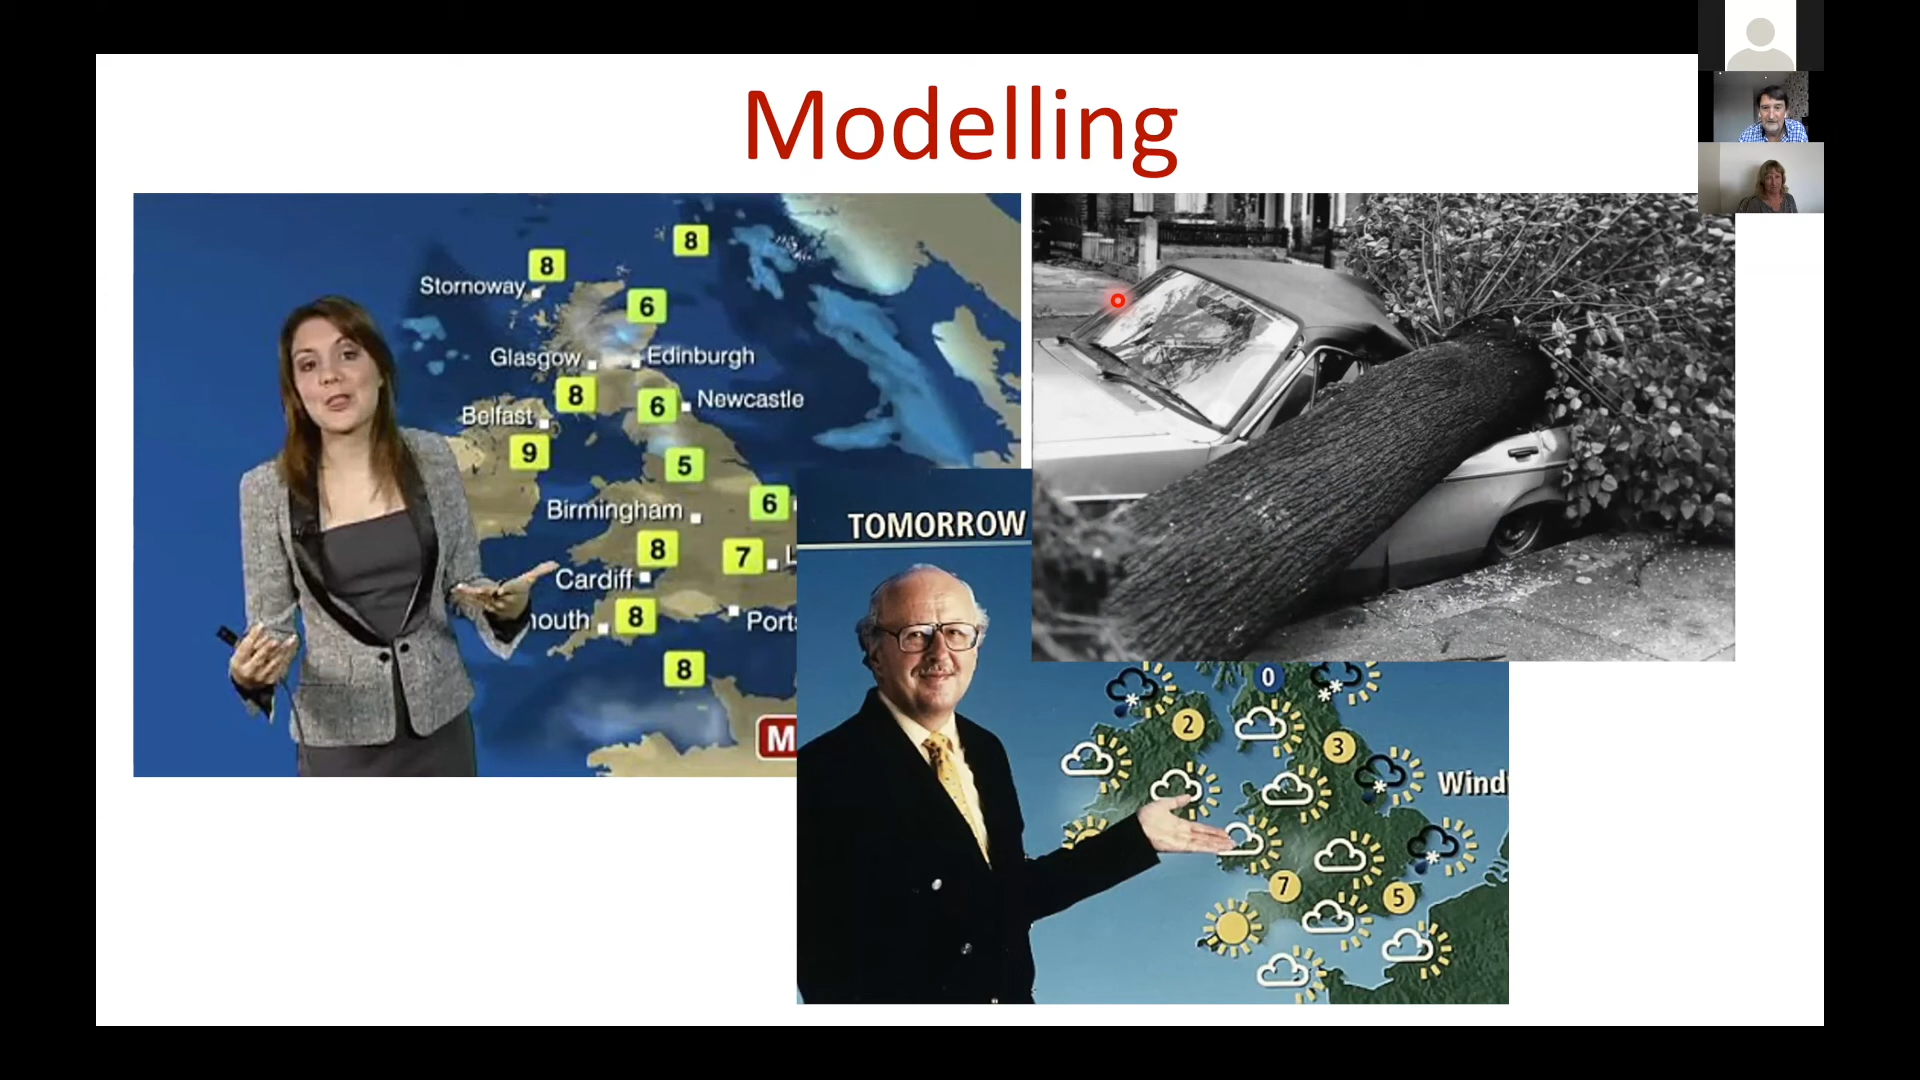 Modelling
8
8
Stornoway
6
Glasgow
Edinburgh
8
6
Newcastle
Belfast
9
5
6
Birmingham
8
7
L
Cardiff
mouth
8
Ports
8
M
TOMORROW
0
2
3
Wind
7
5